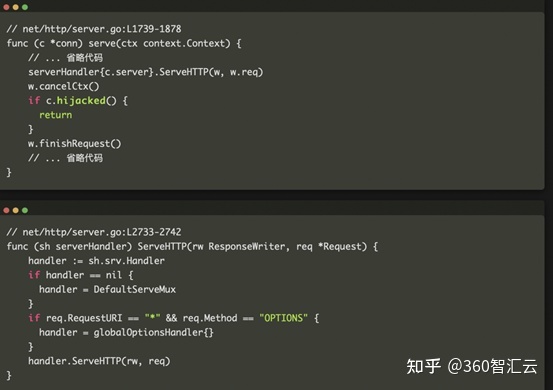 // net/http/server.go:L1739-1878
func (c *conn) serve(ctx context.Context) {
    // ... 省略代码
    serverHandler{c.server}.ServeHTTP(w, w.req)
    w.cancelCtx()
    if c.hijacked() {
      return
    }
    w.finishRequest()
    // ... 省略代码
}
// net/http/server.go:L2733-2742
func (sh serverHandler) ServeHTTP(rw ResponseWriter, req *Request) {
    handler := sh.srv.Handler
    if handler == nil {
      handler = DefaultServeMux
    }
    if req.RequestURI == "*" && req.Method == "OPTIONS" {
      handler = globalOptionsHandler{}
    }
    handler.ServeHTTP(rw, req)
}
知乎 @360智汇云